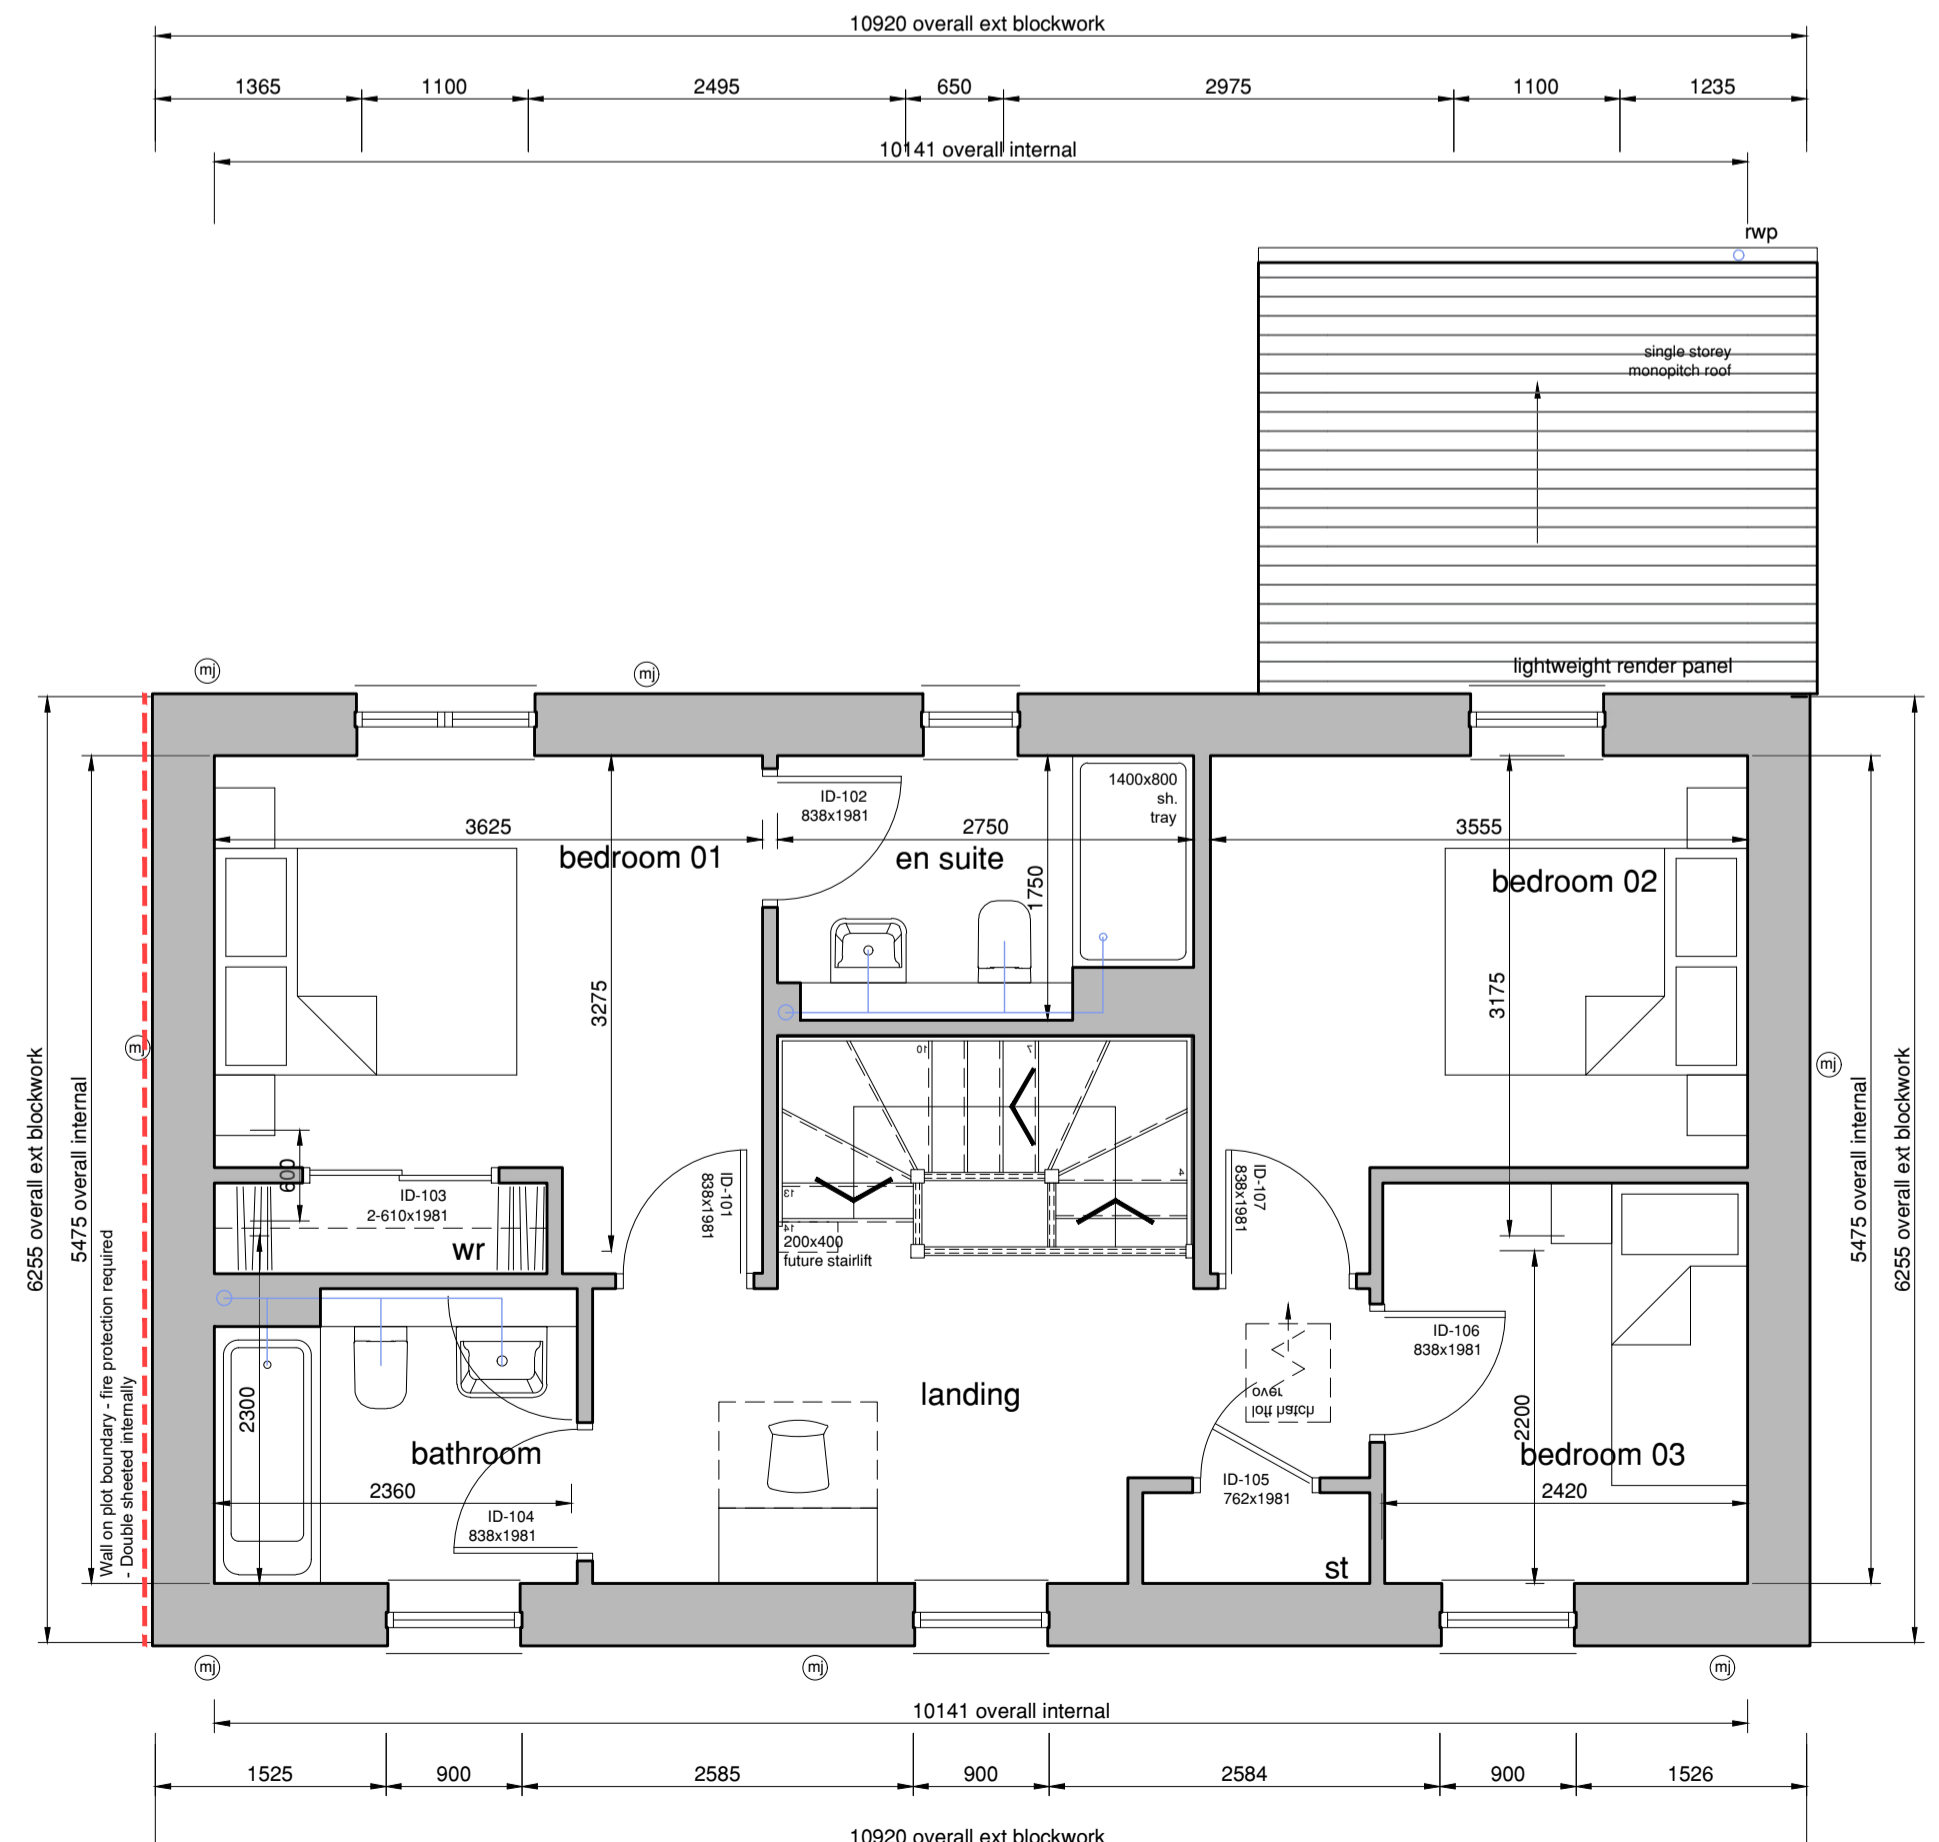 10920 overall ext blockwork
1365 1100 2495 650 2975 1100 1235
10141 overall internal
rwp
single storey
monopitch roof
lightweight render panel
mj
mj
ID-102
838x1981
1400x800
sh.
tray
3625
2750
3555
bedroom 01
en suite
bedroom 02
1750
3275
3175
mj
mj
10
7
4
13
14
600
ID-103
2-610x1981
wr
ID-101
838x1981
200x400
future stairlift
ID-107
838x1981
6255 overall ext blockwork
5475 overall internal
Wall on plot boundary - fire protection required
- Double sheeted internally
5475 overall internal
6255 overall ext blockwork
ID-106
838x1981
loft hatch
over
landing
2300
2200
bathroom
bedroom 03
2360
ID-104
838x1981
ID-105
762x1981
2420
st
mj
mj
mj
10141 overall internal
1525 900 2585 900 2584 900 1526
10920 overall ext blockwork